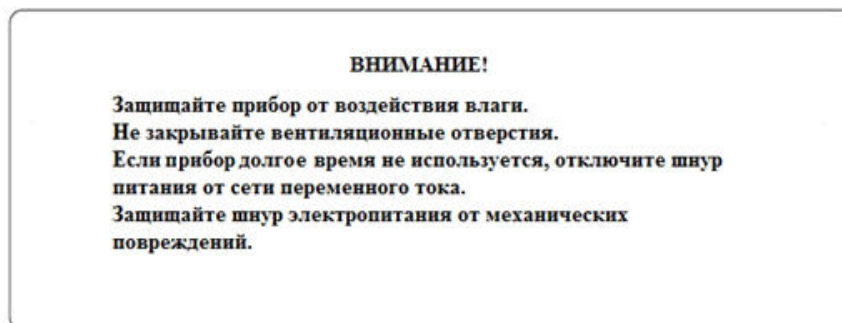 ВНИМАНИЕ!
Защищайте прибор от воздействия влаги.
Не закрывайте вентиляционные отверстия.
Если прибор долгое время не используется, отключите шнур
питания от сети переменного тока.
Защищайте шнур электропитания от механических
повреждений.